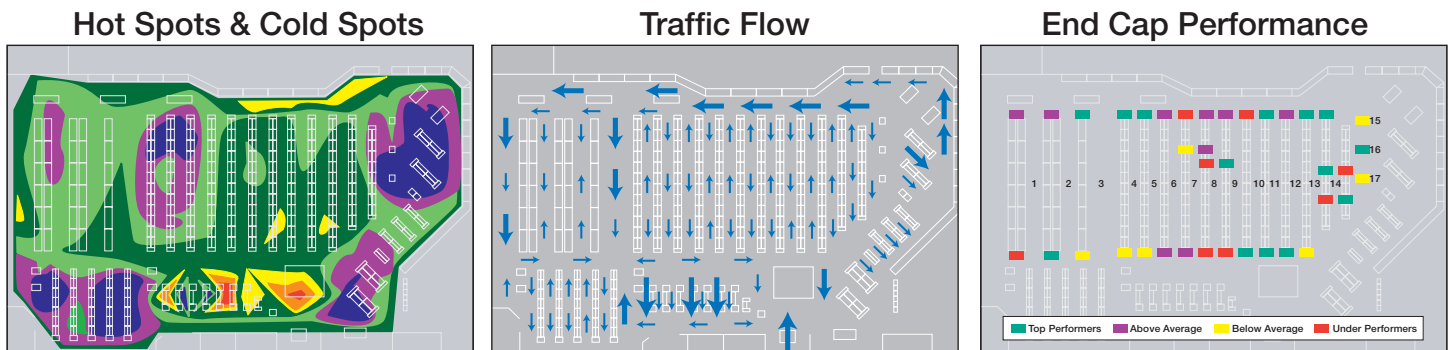 Hot Spots & Cold Spots
Traffic Flow
End Cap Performance
15
16
17
1 2 3 4 5 6 7 8 9 10 11 12 13 14
Top Performers Above Average Below Average Under Performers